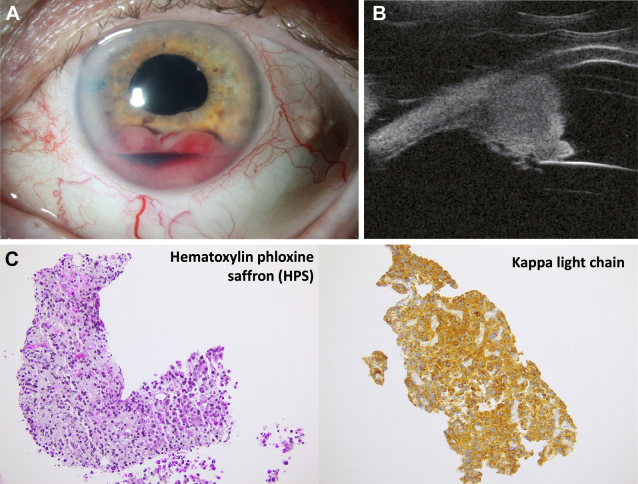 A
B
C
Hematoxylin phloxine
saffron (HPS)
Kappa light chain